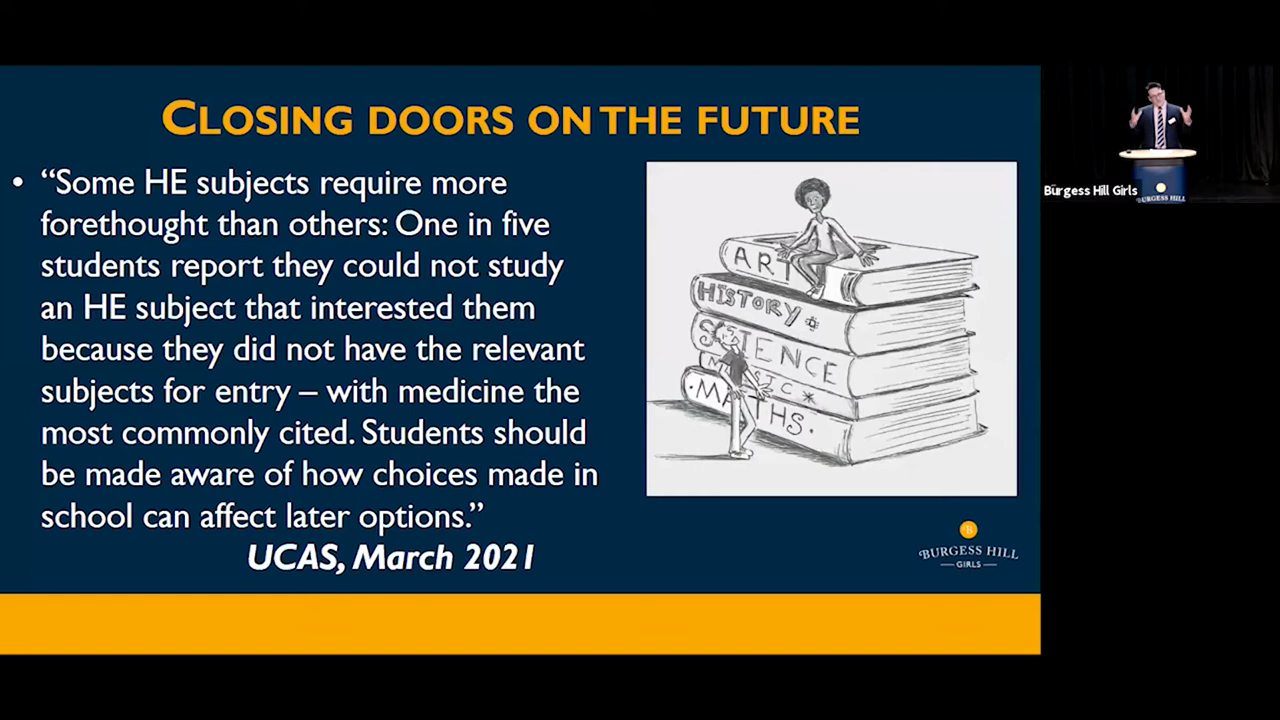 CLOSING DOORS ON THE FUTURE
• “Some HE subjects require more
forethought than others: One in five
students report they could not study
an HE subject that interested them
because they did not have the relevant
subjects for entry – with medicine the
most commonly cited. Students should
be made aware of how choices made in
school can affect later options.”
UCAS, March 2021
ART
HISTORY
SCIENCE
MUSIC
MATHS.
B
BURGESS HILL
GIRLS
Burgess Hill Girls
BURGESS HILL